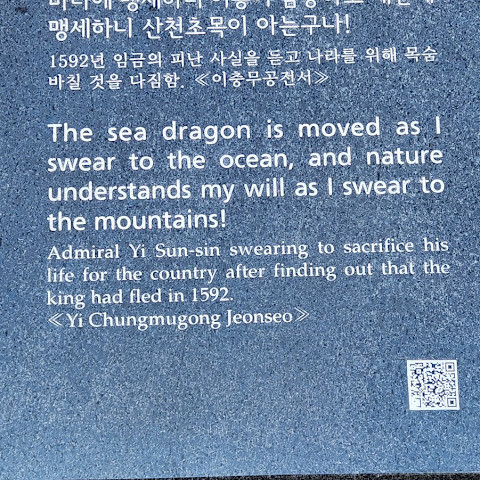 맹세하니 산천초목이 아는구나!
1592년 임금의 피난 사실을 듣고 나라를 위해 목숨
바칠 것을 다짐함. ≪이충무공전서≫
The sea dragon is moved as I
swear to the ocean, and nature
understands my will as I swear to
the mountains!
Admiral Yi Sun-sin swearing to sacrifice his
life for the country after finding out that the
king had fled in 1592.
≪Yi Chungmugong Jeonseo≫